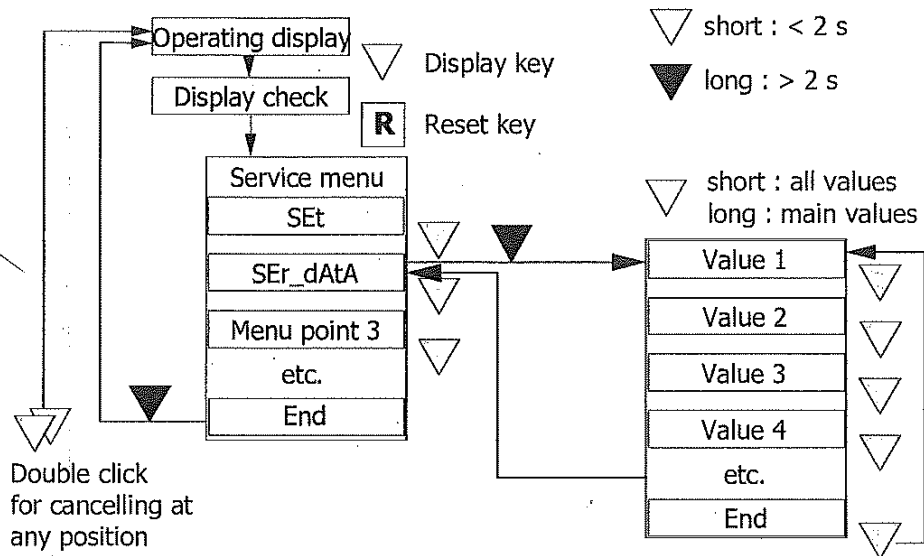 Operating display
Display check
Display key
R
Reset key
short : < 2 s
long : > 2 s
Service menu
SEt
SEr_dAtA
Menu point 3
etc.
End
short : all values
long : main values
Value 1
Value 2
Value 3
Value 4
etc.
End
Double click
for cancelling at
any position